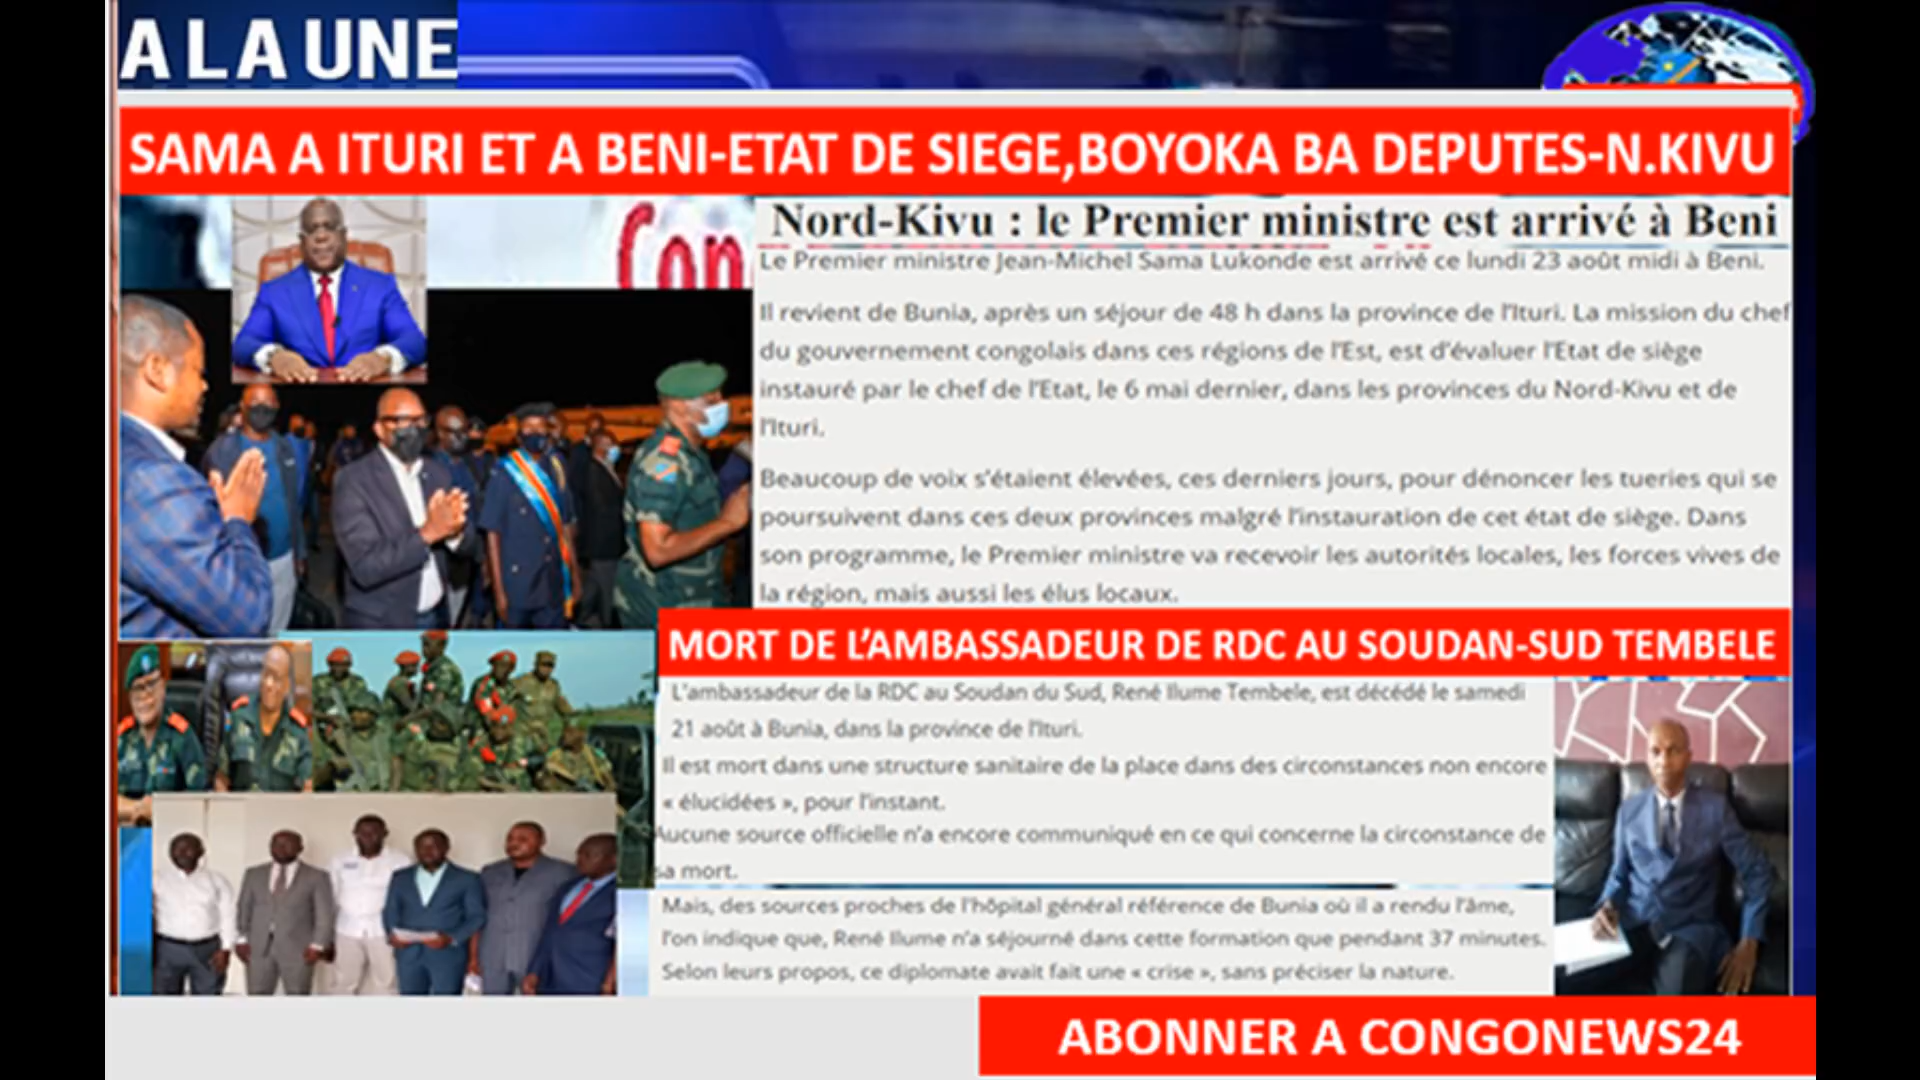 A LA UNE
SAMA A ITURI ET A BENI-ETAT DE SIEGE,BOYOKA BA DEPUTES-N.KIVU
Nord-Kivu : le Premier ministre est arrivé à Beni
Le Premier ministre Jean-Michel Sama Lukonde est arrivé ce lundi 23 août midi à Beni.
Il revient de Bunia, après un séjour de 48 h dans la province de l'Ituri. La mission du chef
du gouvernement congolais dans ces régions de l'Est, est d'évaluer l'Etat de siège
instauré par le chef de l'Etat, le 6 mai dernier, dans les provinces du Nord-Kivu et de
l'Ituri.
Beaucoup de voix s'étaient élevées, ces derniers jours, pour dénoncer les tueries qui se
poursuivent dans ces deux provinces malgré l'instauration de cet état de siège. Dans
son programme, le Premier ministre va recevoir les autorités locales, les forces vives de
la région, mais aussi les élus locaux.
MORT DE L'AMBASSADEUR DE RDC AU SOUDAN-SUD TEMBELE
L'ambassadeur de la RDC au Soudan du Sud, René Ilume Tembele, est décédé le samedi
21 août à Bunia, dans la province de l'Ituri.
Il est mort dans une structure sanitaire de la place dans des circonstances non encore
« élucidées », pour l'instant.
Aucune source officielle n'a encore communiqué en ce qui concerne la circonstance de
sa mort.
Mais, des sources proches de l'hôpital général référence de Bunia où il a rendu l'âme,
l'on indique que, René Ilume n'a séjourné dans cette formation que pendant 37 minutes.
Selon leurs propos, ce diplomate avait fait une « crise », sans préciser la nature.
ABONNER A CONGONEWS24